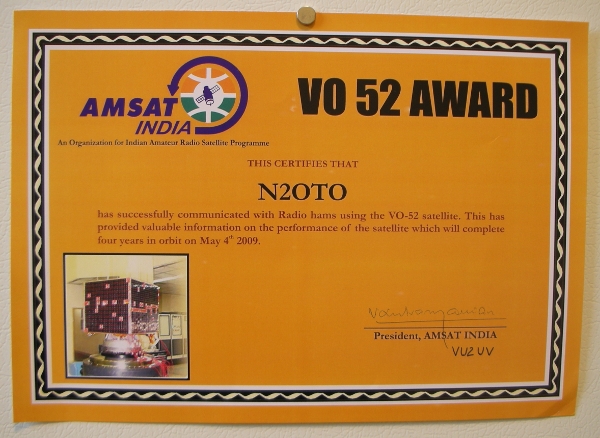 AMSAT
INDIA
VO 52 AWARD
An Organization for Indian Amateur Radio Satellite Programme
THIS CERTIFIES THAT
N2OTO
has successfully communicated with Radio hams using the VO-52 satellite. This has
provided valuable information on the performance of the satellite which will complete
four years in orbit on May 4th 2009.
President, AMSAT INDIA
VU2UV